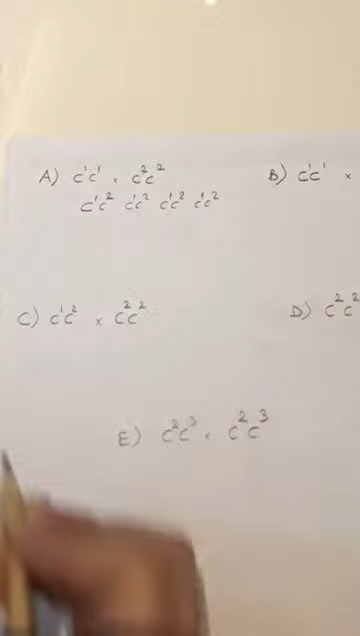 A) C¹C¹ × C²C² B) C¹C¹ ×
C¹C² C¹C² C¹C² C¹C²
C) C¹C² × C²C² D) C²C²
E) C²C³ × C²C³